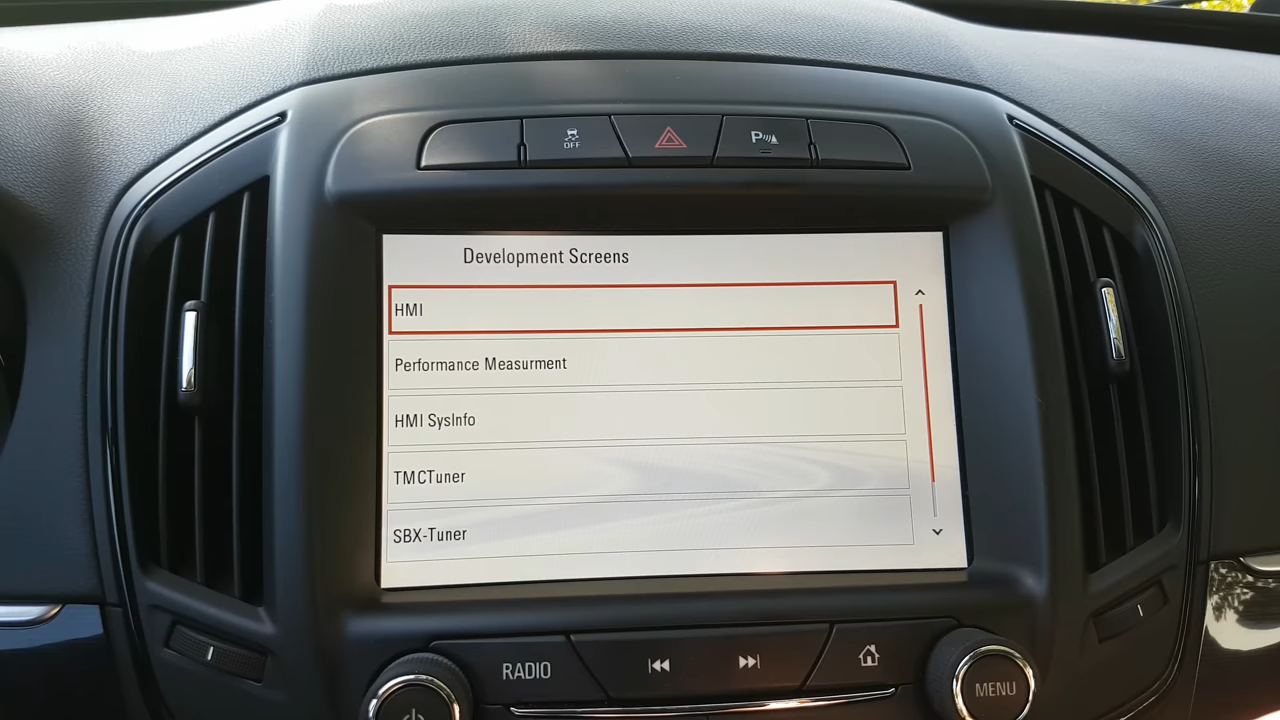 OFF
P
Development Screens
HMI
Performance Measurment
HMI SysInfo
TMCTuner
SBX-Tuner
RADIO
MENU